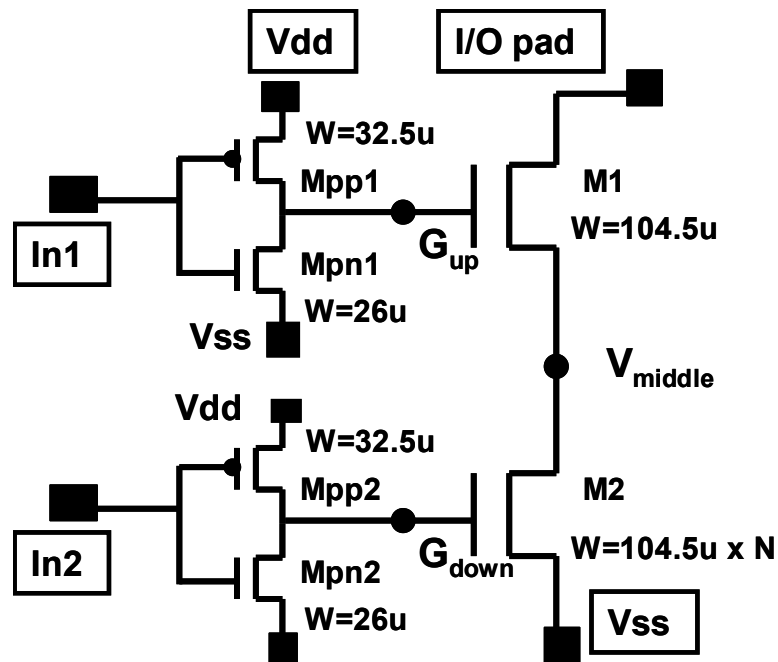 Vdd
I/O pad
W=32.5u
Mpp1
M1
W=104.5u
In1
Gup
Mpn1
W=26u
Vss
Vmiddle
Vdd
W=32.5u
Mpp2
M2
W=104.5u x N
In2
Gdown
Mpn2
W=26u
Vss